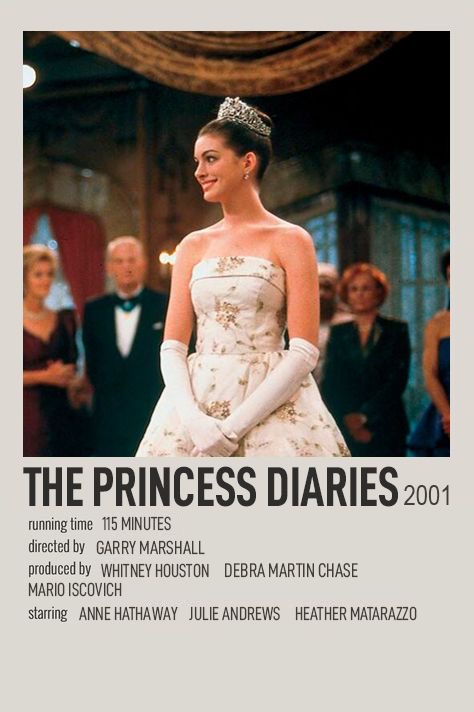 THE PRINCESS DIARIES 2001
running time 115 MINUTES
directed by GARRY MARSHALL
produced by WHITNEY HOUSTON DEBRA MARTIN CHASE
MARIO ISCOVICH
starring ANNE HATHAWAY JULIE ANDREWS HEATHER MATARAZZO